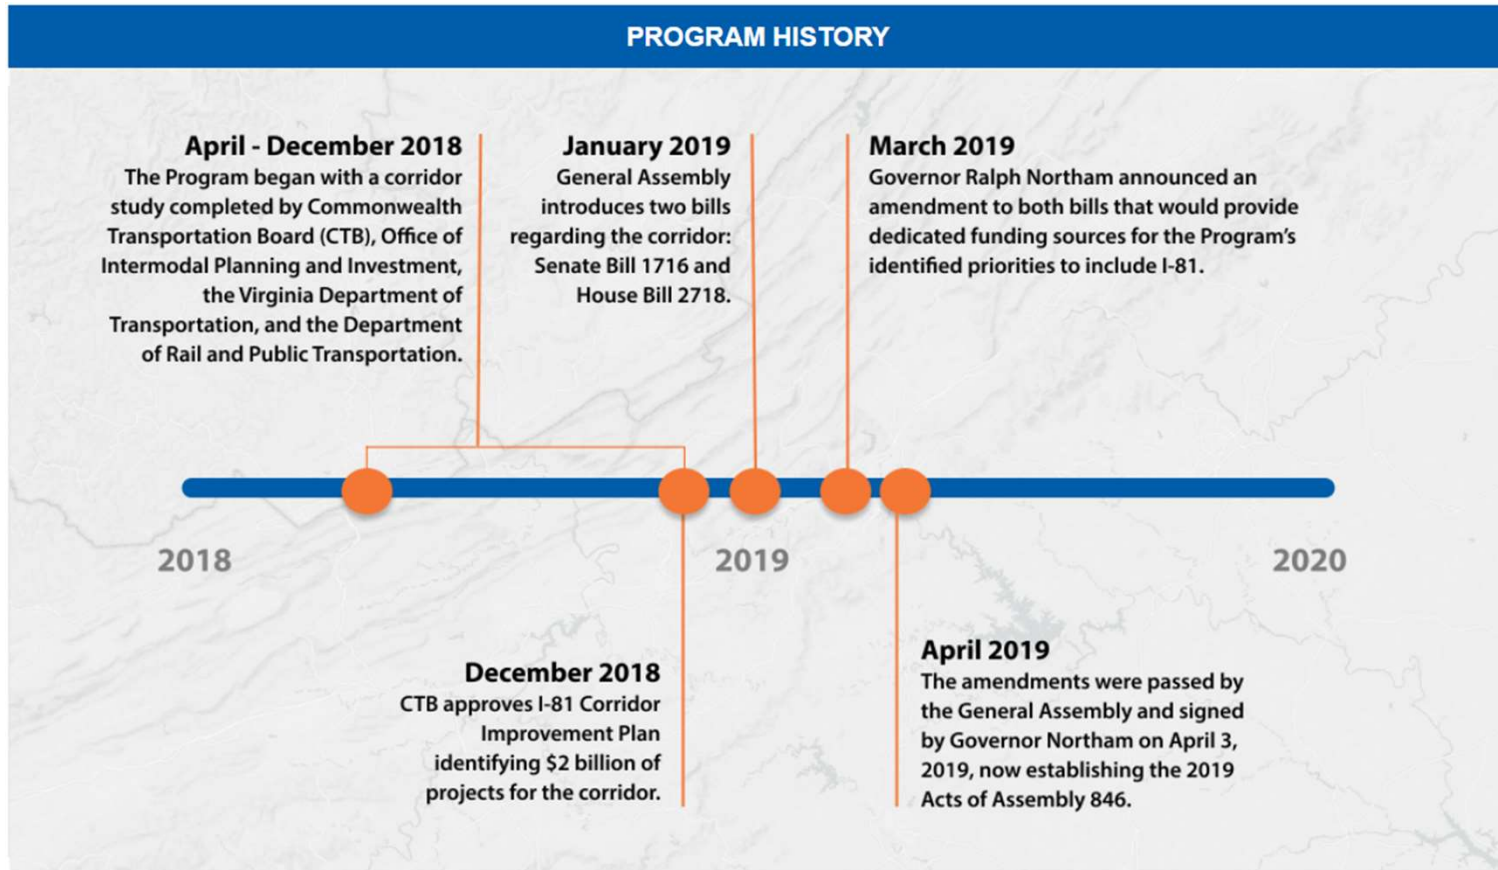 PROGRAM HISTORY
April - December 2018
The Program began with a corridor
study completed by Commonwealth
Transportation Board (CTB), Office of
Intermodal Planning and Investment,
the Virginia Department of
Transportation, and the Department
of Rail and Public Transportation.
January 2019
General Assembly
introduces two bills
regarding the corridor:
Senate Bill 1716 and
House Bill 2718.
March 2019
Governor Ralph Northam announced an
amendment to both bills that would provide
dedicated funding sources for the Program's
identified priorities to include I-81.
2018
2019
2020
December 2018
CTB approves I-81 Corridor
Improvement Plan
identifying $2 billion of
projects for the corridor.
April 2019
The amendments were passed by
the General Assembly and signed
by Governor Northam on April 3,
2019, now establishing the 2019
Acts of Assembly 846.